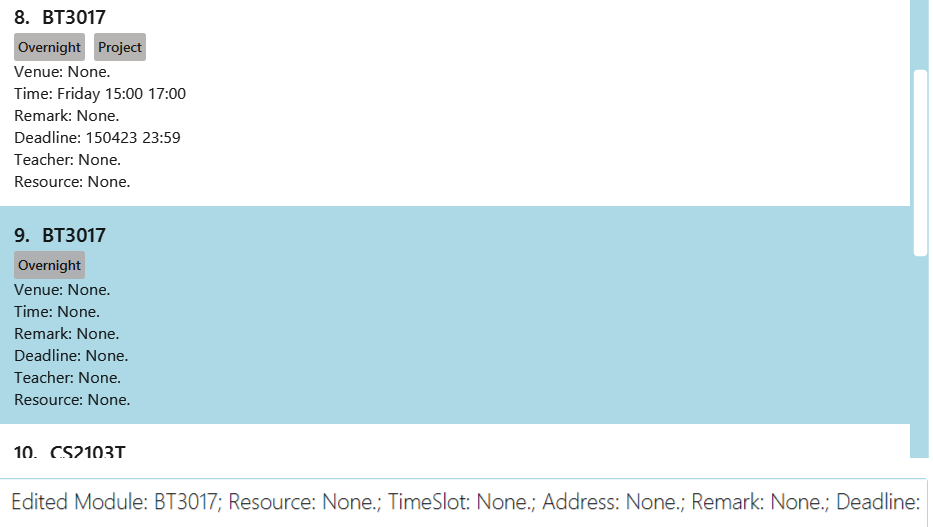 8. BT3017
Overnight Project
Venue: None.
Time: Friday 15:00 17:00
Remark: None.
Deadline: 150423 23:59
Teacher: None.
Resource: None.
9. BT3017
Overnight
Venue: None.
Time: None.
Remark: None.
Deadline: None.
Teacher: None.
Resource: None.
10. CS2103T
Edited Module: BT3017; Resource: None.; TimeSlot: None.; Address: None.; Remark: None.; Deadline: